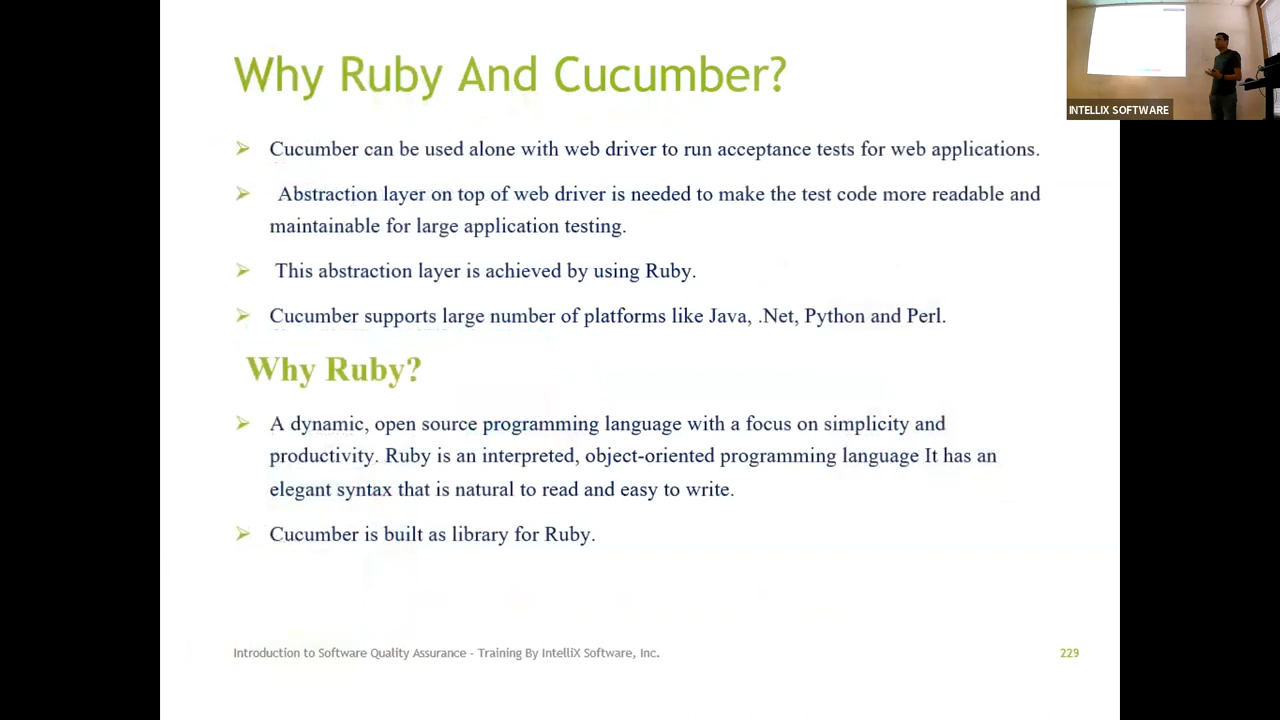 Why Ruby And Cucumber?
INTELLIX SOFTWARE
Cucumber can be used alone with web driver to run acceptance tests for web applications.
Abstraction layer on top of web driver is needed to make the test code more readable and
maintainable for large application testing.
This abstraction layer is achieved by using Ruby.
Cucumber supports large number of platforms like Java, .Net, Python and Perl.
Why Ruby?
A dynamic, open source programming language with a focus on simplicity and
productivity. Ruby is an interpreted, object-oriented programming language It has an
elegant syntax that is natural to read and easy to write.
Cucumber is built as library for Ruby.
Introduction to Software Quality Assurance - Training By IntelliX Software, Inc.
229